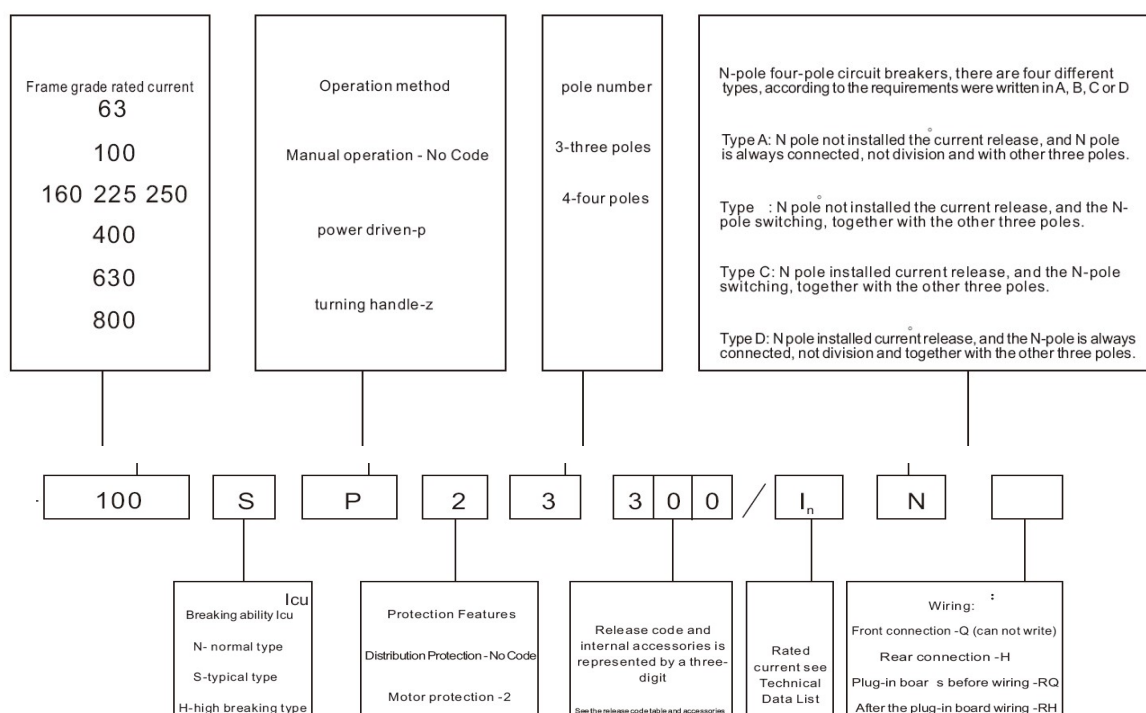 Frame grade rated current
63
100
160 225 250
400
630
800
Operation method
Manual operation - No Code
power driven-p
turning handle-z
pole number
3-three poles
4-four poles
N-pole four-pole circuit breakers, there are four different
types, according to the requirements were written in A, B, C or D
Type A: N pole not installed the current release, and N pole
is always connected, not division and with other three poles.
Type : N pole not installed the current release, and the N-
pole switching, together with the other three poles.
Type C: N pole installed current release, and the N-pole
switching, together with the other three poles.
Type D: N pole installed current release, and the N-pole is always
connected, not division and together with the other three poles.
100 S P 2 3 3 0 0 / In N
Icu
Breaking ability Icu
N- normal type
S-typical type
H-high breaking type
Protection Features
Distribution Protection - No Code
Motor protection -2
Release code and
internal accessories is
represented by a three-
digit
See the release code table and accessories
Rated
current see
Technical
Data List
:
Wiring:
Front connection -Q (can not write)
Rear connection -H
Plug-in boar s before wiring -RQ
After the plug-in board wiring -RH